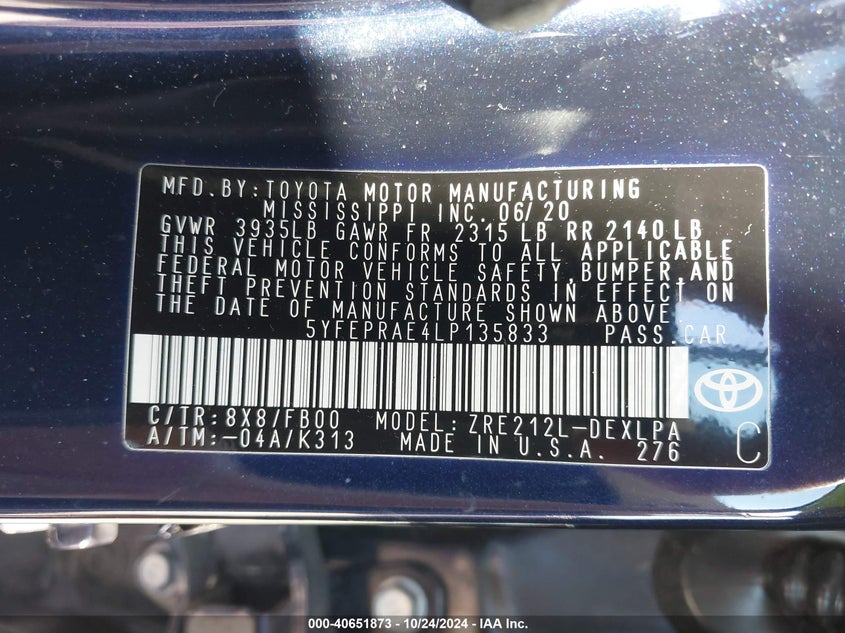 MFD.BY:TOYOTA MOTOR MANUFACTURING
MISSISSIPPI INC. 06/20
GVWR 3935LB GAWR FR 2315 LB RR 2140 LB
THIS VEHICLE CONFORMS TO ALL APPLICABLE
FEDERAL MOTOR VEHICLE SAFETY, BUMPER, AND
THEFT PREVENTION STANDARDS IN EFFECT ON
THE DATE OF MANUFACTURE SHOWN ABOVE.
5YFEPRAE4LP135833 PASS.CAR
C/TR:8X8/FB00 MODEL:ZRE212L-DEXLPA
A/TM:-04A/K313 MADE IN U.S.A. 276
C
000-40651873 - 10/24/2024 - IAA Inc.